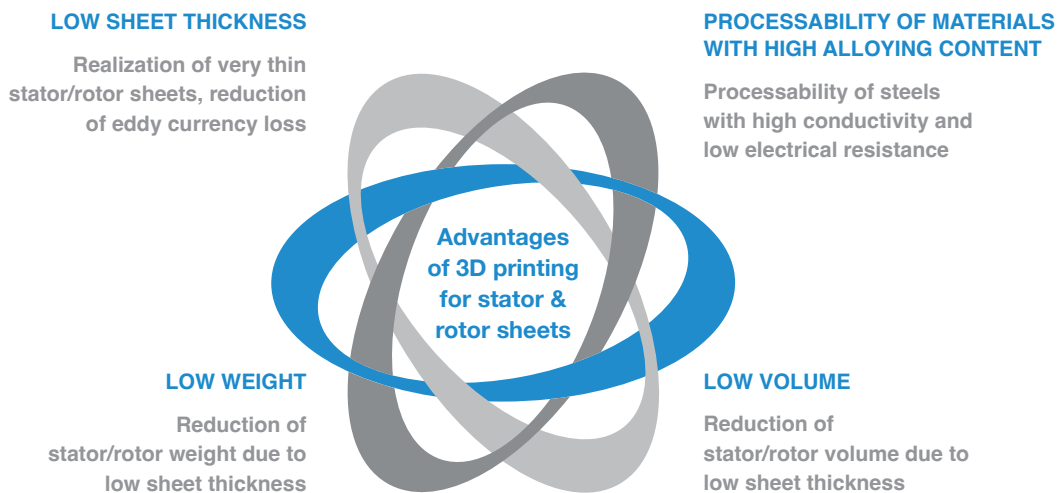 LOW SHEET THICKNESS
Realization of very thin
stator/rotor sheets, reduction
of eddy currency loss
PROCESSABILITY OF MATERIALS
WITH HIGH ALLOYING CONTENT
Processability of steels
with high conductivity and
low electrical resistance
Advantages
of 3D printing
for stator &
rotor sheets
LOW WEIGHT
Reduction of
stator/rotor weight due to
low sheet thickness
LOW VOLUME
Reduction of
stator/rotor volume due to
low sheet thickness